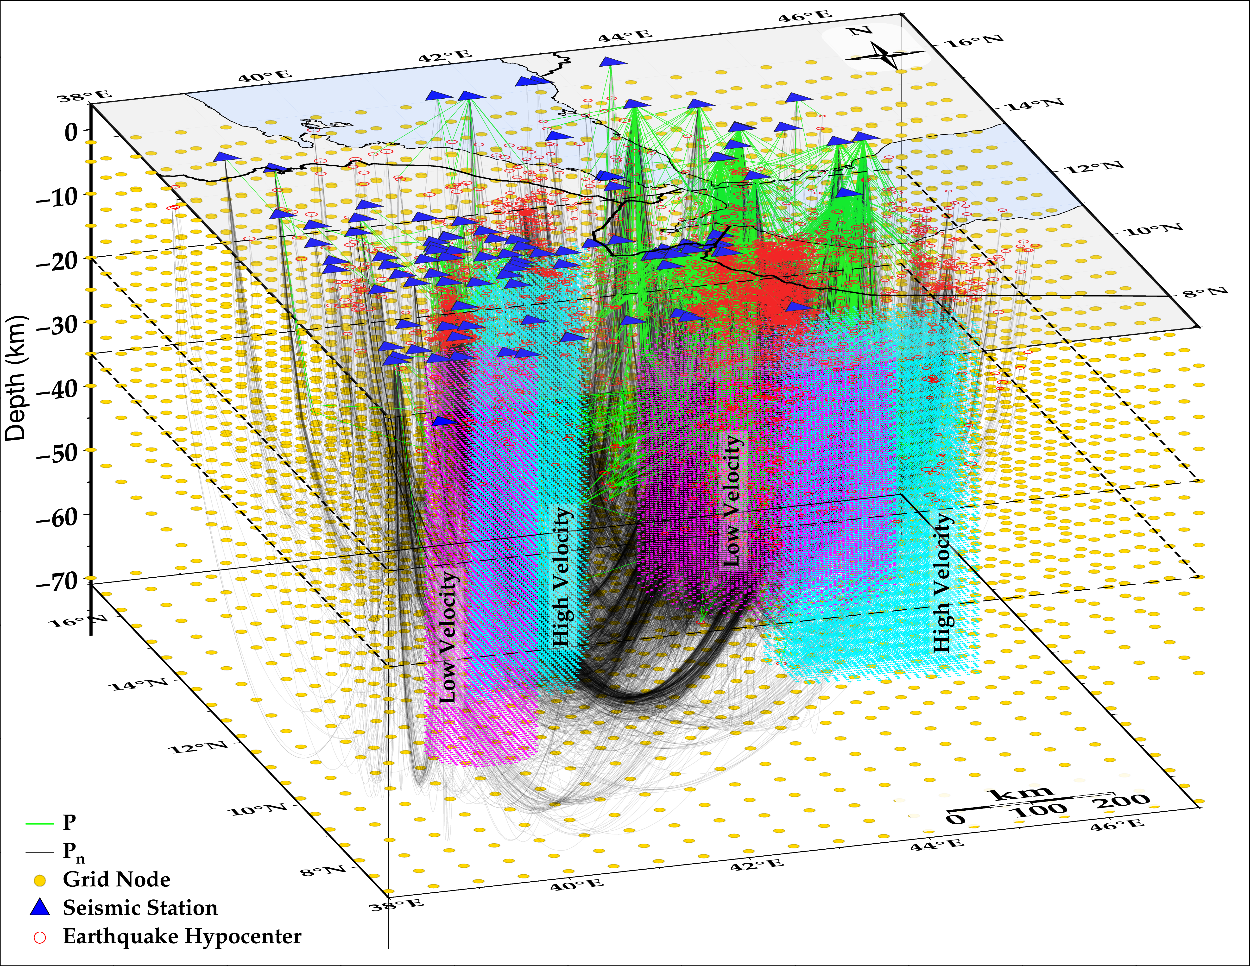 46°E
44°E
42°E
40°E
38°E
N
16°N
14°N
12°N
10°N
8°N
0
−10
−20
−30
−40
−50
−60
−70
Depth (km)
Low Velocity
High Velocity
Low Velocity
High Velocity
16°N
14°N
12°N
10°N
8°N
38°E
40°E
42°E
44°E
46°E
km
0 100 200
P
Pn
Grid Node
Seismic Station
Earthquake Hypocenter